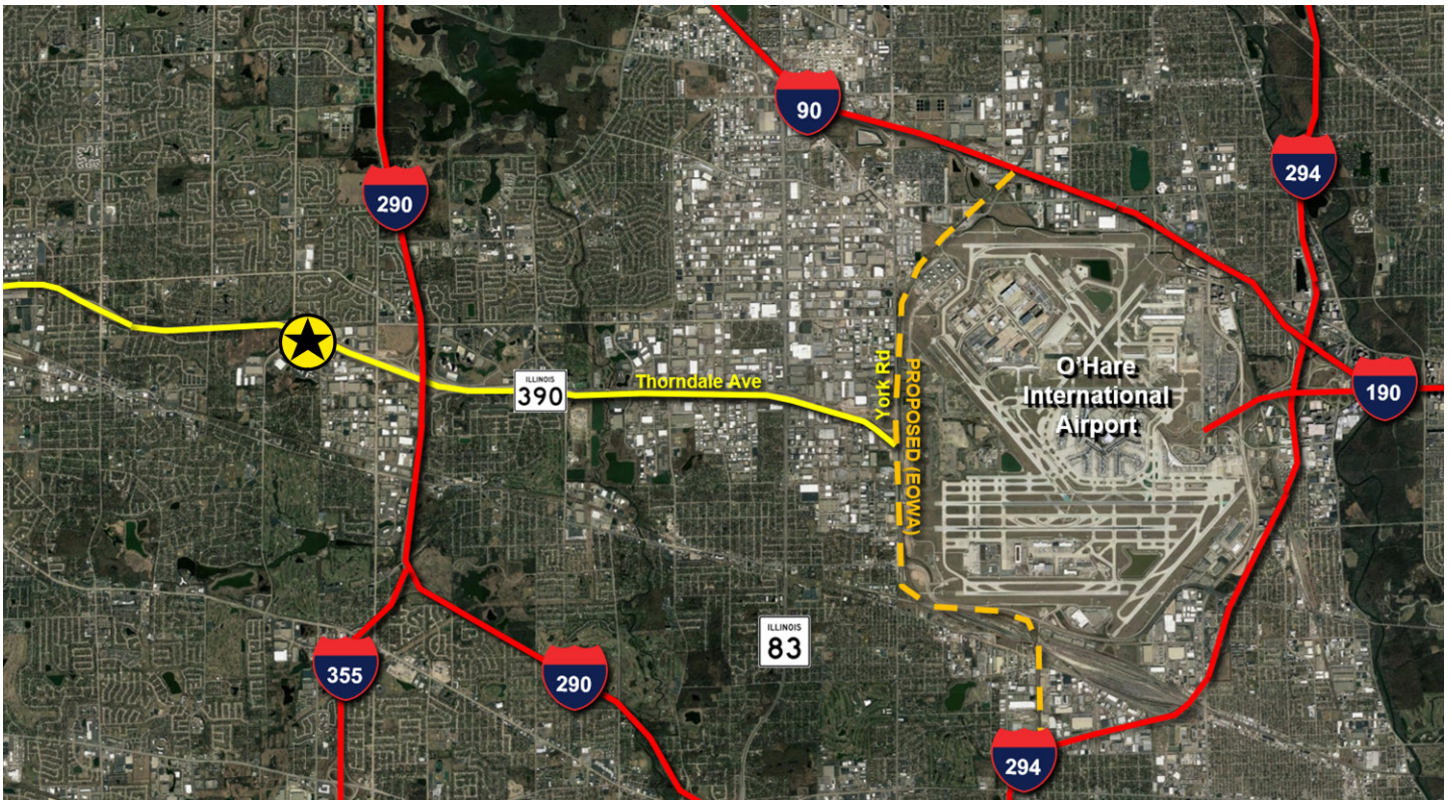 90
294
290
O'Hare
International
Airport
190
ILLINOIS
390
Thorndale Ave
York Rd
PROPOSED (EOWA)
ILLINOIS
83
355
290
294